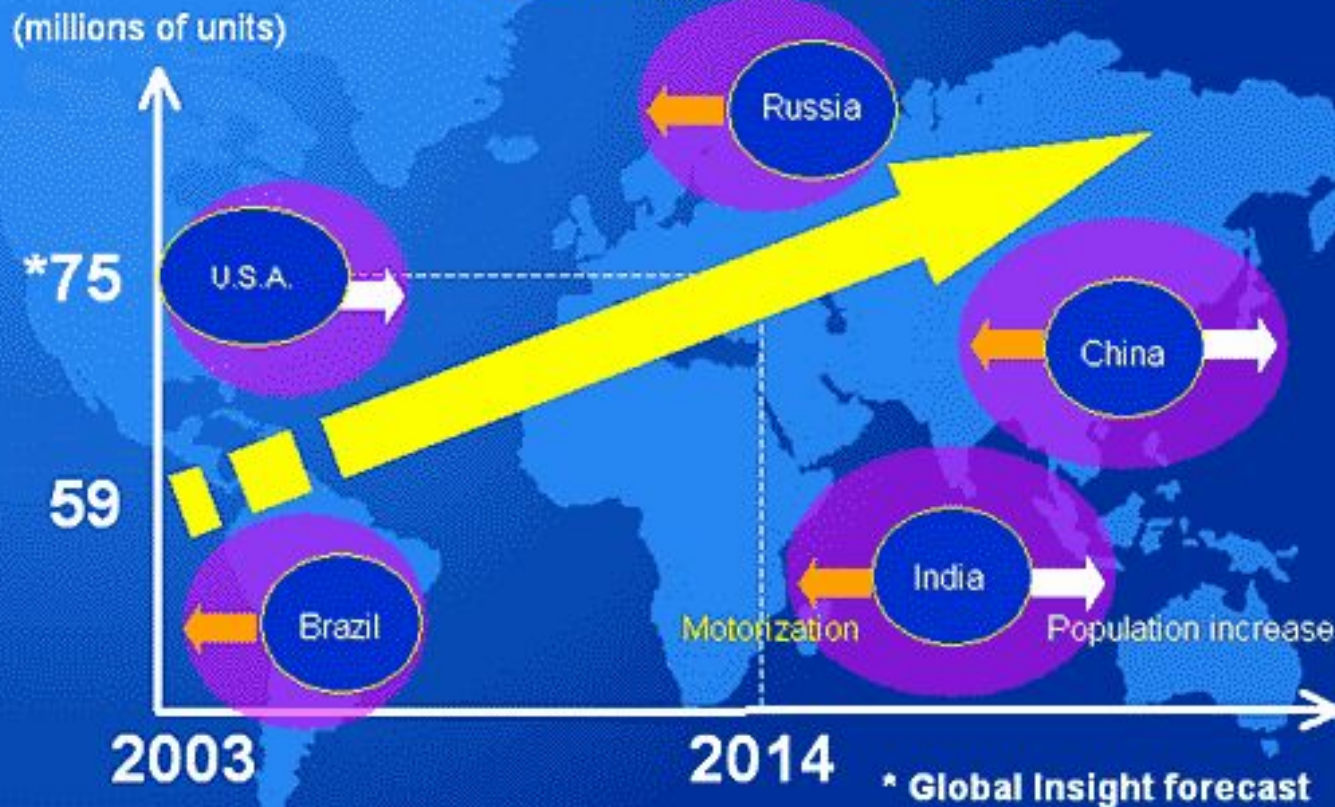 (millions of units)
Russia
U.S.A.
*75
China
59
India
Brazil
Motorization
Population increase
2003
2014
* Global Insight forecast